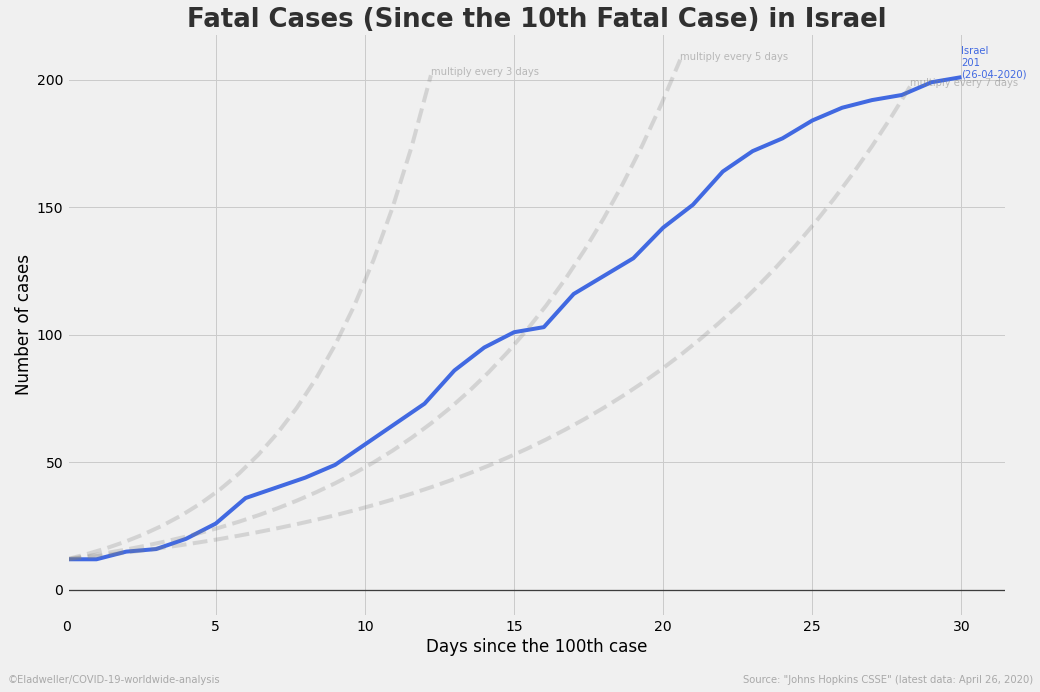 Fatal Cases (Since the 10th Fatal Case) in Israel
Israel
201
(26-04-2020)
multiply every 3 days
multiply every 5 days
multiply every 7 days
Number of cases
200
150
100
50
0
0 5 10 15 20 25 30
Days since the 100th case
©Eladweller/COVID-19-worldwide-analysis
Source: "Johns Hopkins CSSE" (latest data: April 26, 2020)